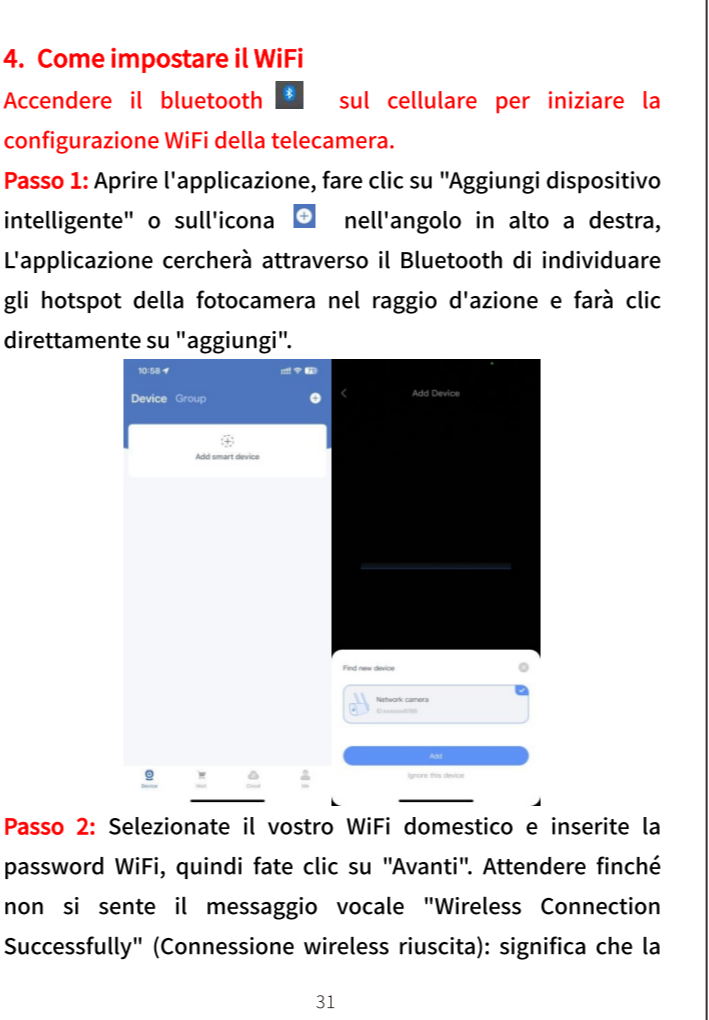 4. Come impostare il WiFi
Accendere il bluetooth sul cellulare per iniziare la
configurazione WiFi della telecamera.
Passo 1: Aprire l'applicazione, fare clic su "Aggiungi dispositivo
intelligente" o sull'icona nell'angolo in alto a destra,
L'applicazione cercherà attraverso il Bluetooth di individuare
gli hotspot della fotocamera nel raggio d'azione e farà clic
direttamente su "aggiungi".
10:58
Device Group
Add smart device
Device
Cloud
Me
Add Device
Find new device
Network camera
Add
Ignore this device
Passo 2: Selezionate il vostro WiFi domestico e inserite la
password WiFi, quindi fate clic su "Avanti". Attendere finché
non si sente il messaggio vocale "Wireless Connection
Successfully" (Connessione wireless riuscita): significa che la
31